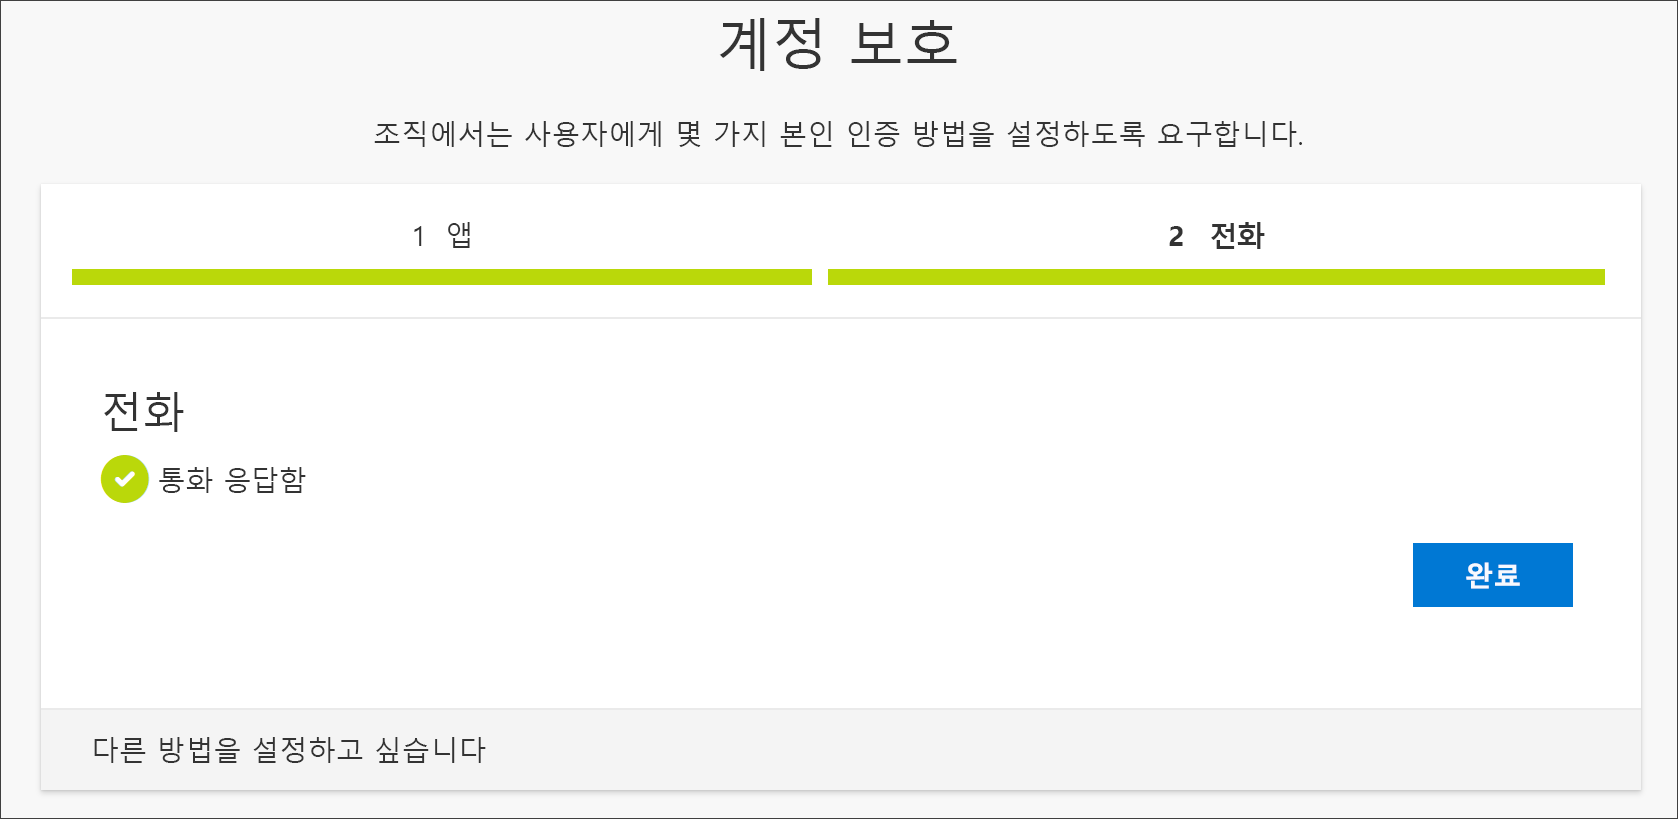 계정 보호
조직에서는 사용자에게 몇 가지 본인 인증 방법을 설정하도록 요구합니다.
1 앱
2 전화
전화
통화 응답함
완료
다른 방법을 설정하고 싶습니다